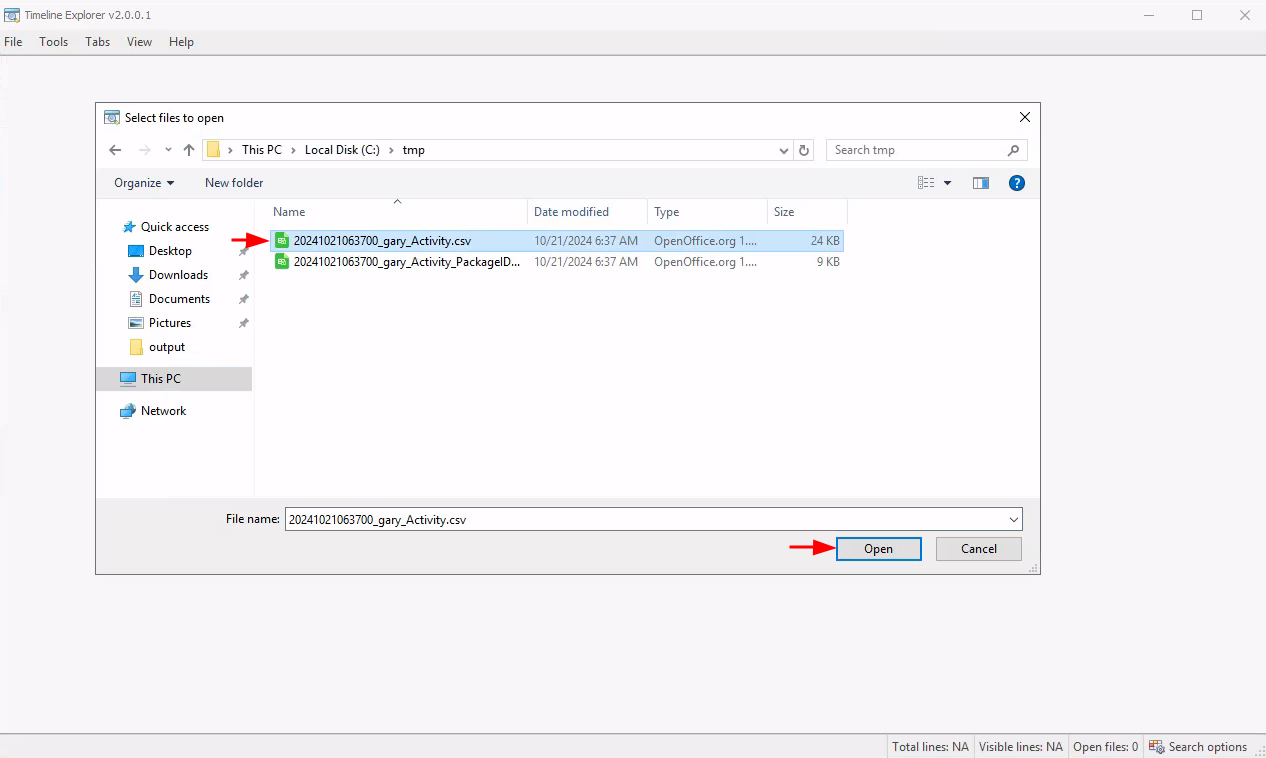 Timeline Explorer v2.0.0.1
File Tools Tabs View Help
Select files to open
This PC > Local Disk (C:) > tmp
Search tmp
Organize New folder
Name Date modified Type Size
Quick access
Desktop
Downloads
Documents
Pictures
output
This PC
Network
20241021063700_gary_Activity.csv 10/21/2024 6:37 AM OpenOffice.org 1.... 24 KB
20241021063700_gary_Activity_PackageID... 10/21/2024 6:37 AM OpenOffice.org 1.... 9 KB
File name: 20241021063700_gary_Activity.csv
Open Cancel
Total lines: NA Visible lines: NA Open files: 0 Search options